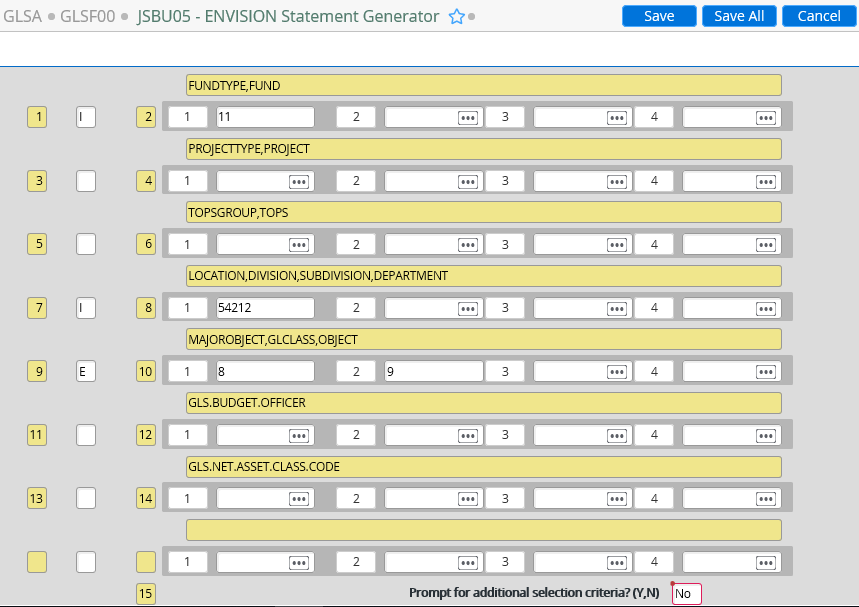 GLSA ● GLSF00 ● JSBU05 - ENVISION Statement Generator Save Save All Cancel
FUNDTYPE,FUND
1 I 2 1 11 2 3 4
PROJECTTYPE,PROJECT
3 4 1 2 3 4
TOPSGROUP,TOPS
5 6 1 2 3 4
LOCATION,DIVISION,SUBDIVISION,DEPARTMENT
7 I 8 1 54212 2 3 4
MAJOROBJECT,GLCLASS,OBJECT
9 E 10 1 8 2 9 3 4
GLS.BUDGET.OFFICER
11 12 1 2 3 4
GLS.NET.ASSET.CLASS.CODE
13 14 1 2 3 4
1 2 3 4
15 Prompt for additional selection criteria? (Y,N) No